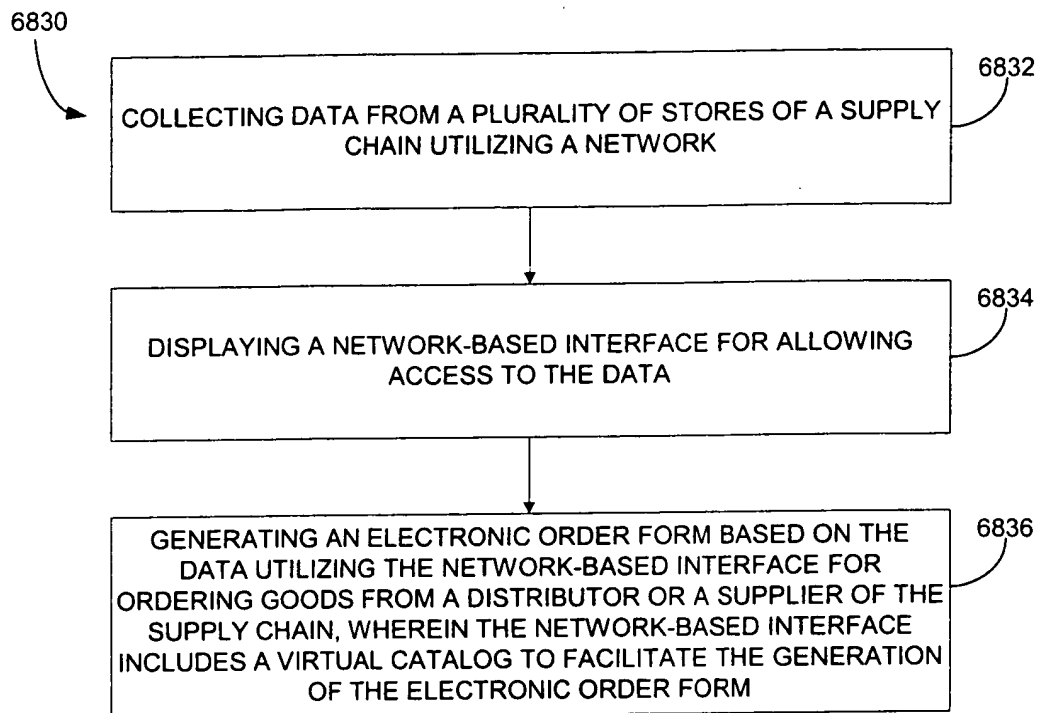 6830
6832
COLLECTING DATA FROM A PLURALITY OF STORES OF A SUPPLY
CHAIN UTILIZING A NETWORK
6834
DISPLAYING A NETWORK-BASED INTERFACE FOR ALLOWING
ACCESS TO THE DATA
6836
GENERATING AN ELECTRONIC ORDER FORM BASED ON THE
DATA UTILIZING THE NETWORK-BASED INTERFACE FOR
ORDERING GOODS FROM A DISTRIBUTOR OR A SUPPLIER OF THE
SUPPLY CHAIN, WHEREIN THE NETWORK-BASED INTERFACE
INCLUDES A VIRTUAL CATALOG TO FACILITATE THE GENERATION
OF THE ELECTRONIC ORDER FORM